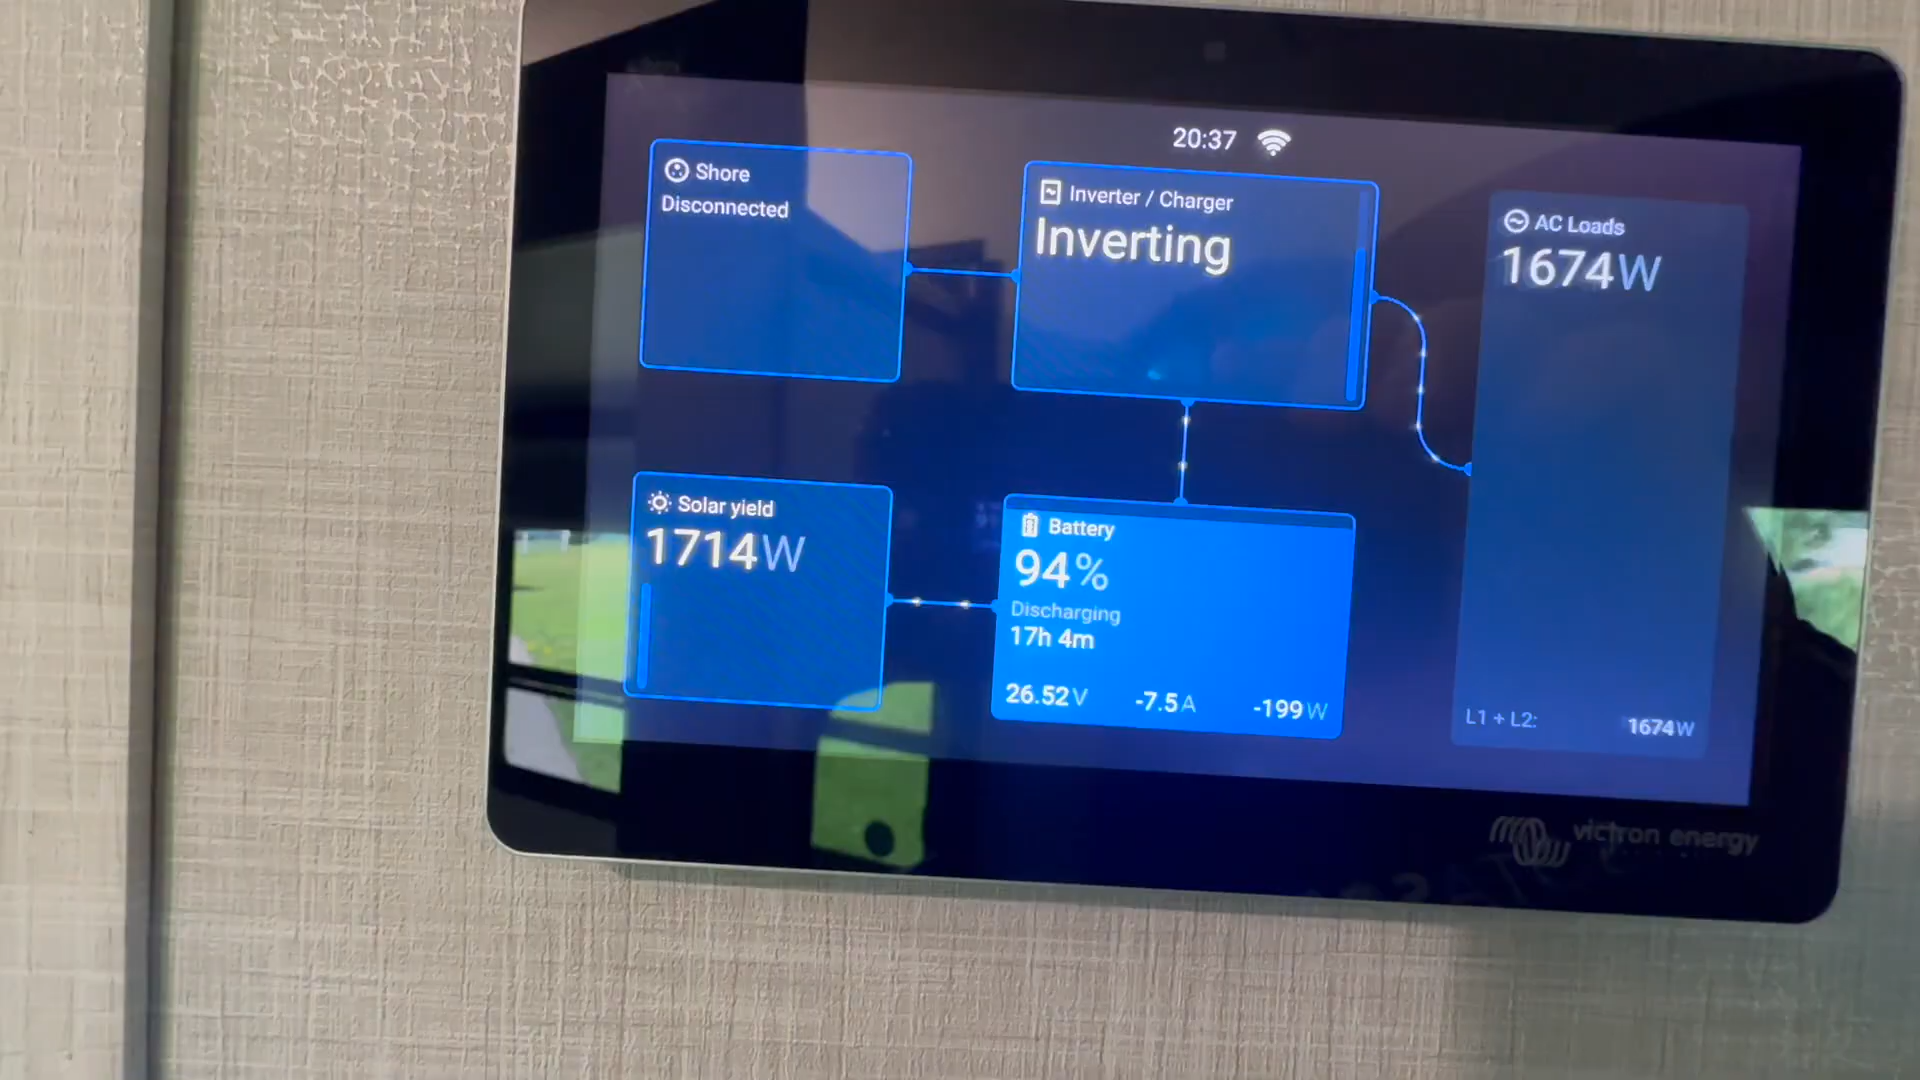 20:37
Shore
Disconnected
Inverter / Charger
Inverting
AC Loads
1674W
Solar yield
1714W
Battery
94%
Discharging
17h 4m
26.52V -7.5A -199W
L1 + L2: 1674W
victron energy